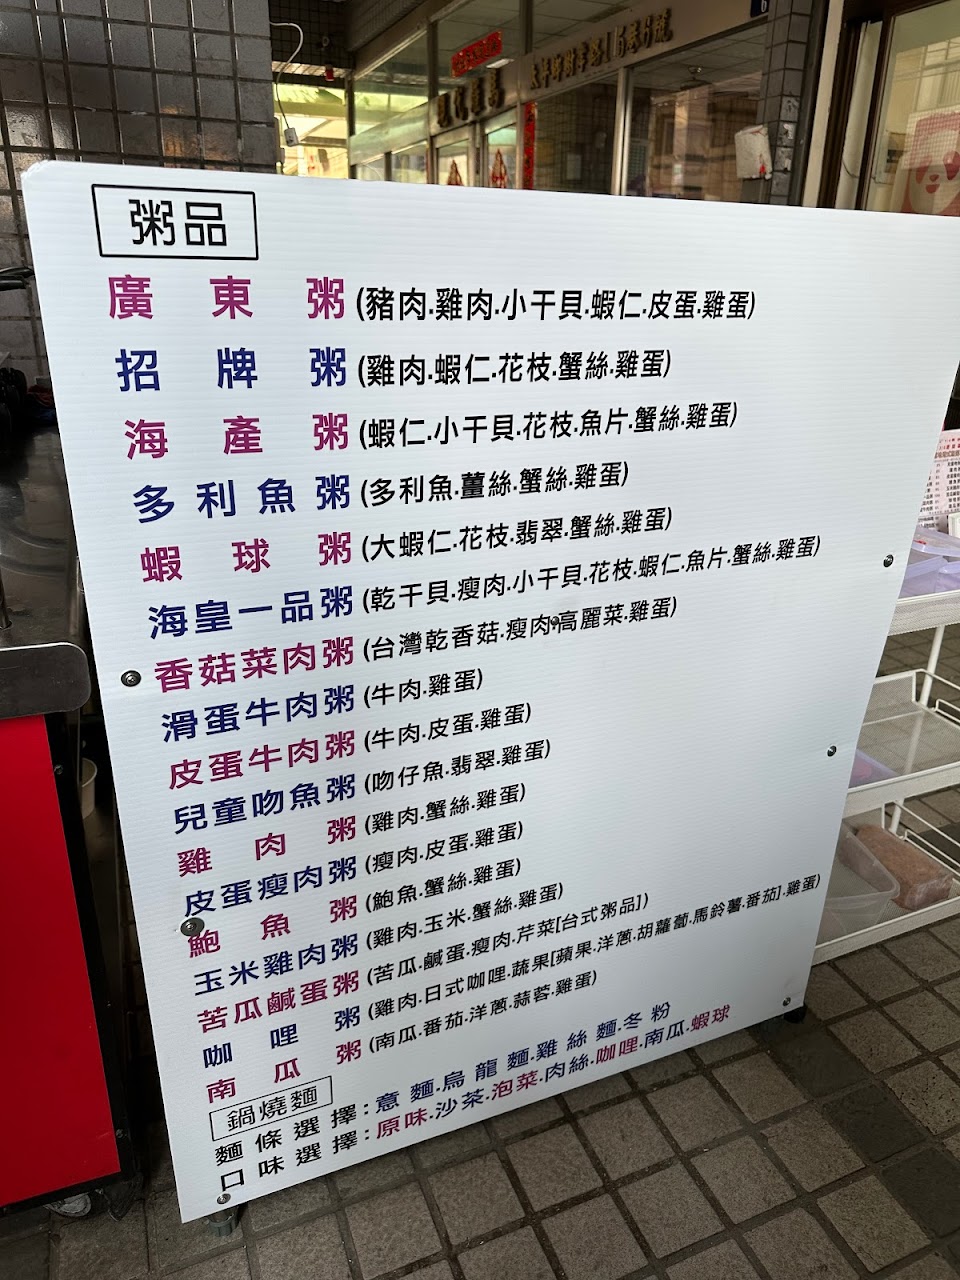 太平町財帝路16巷6號
粥品
廣東粥(豬肉.雞肉.小干貝.蝦仁.皮蛋.雞蛋)
招牌粥(雞肉.蝦仁.花枝.蟹絲.雞蛋)
海產粥(蝦仁.小干貝.花枝.魚片.蟹絲.雞蛋)
多利魚粥(多利魚.薑絲.蟹絲.雞蛋)
蝦球粥(大蝦仁.花枝.翡翠.蟹絲.雞蛋)
海皇一品粥(乾干貝.瘦肉.小干貝.花枝.蝦仁.魚片.蟹絲.雞蛋)
香菇菜肉粥(台灣乾香菇.瘦肉.高麗菜.雞蛋)
滑蛋牛肉粥(牛肉.雞蛋)
皮蛋牛肉粥(牛肉.皮蛋.雞蛋)
兒童吻魚粥(吻仔魚.翡翠.雞蛋)
雞肉粥(雞肉.蟹絲.雞蛋)
皮蛋瘦肉粥(瘦肉.皮蛋.雞蛋)
鮑魚粥(鮑魚.蟹絲.雞蛋)
玉米雞肉粥(雞肉.玉米.蟹絲.雞蛋)
苦瓜鹹蛋粥(苦瓜.鹹蛋.瘦肉.芹菜[台式粥品])
咖哩粥(雞肉.日式咖哩.蔬果[蘋果.洋蔥.胡蘿蔔.馬鈴薯.番茄].雞蛋)
南瓜粥(南瓜.番茄.洋蔥.蒜蓉.雞蛋)
鍋燒麵
麵條選擇:意麵.烏龍麵.雞絲麵.冬粉
口味選擇:原味.沙茶.泡菜.肉絲.咖哩.南瓜.蝦球